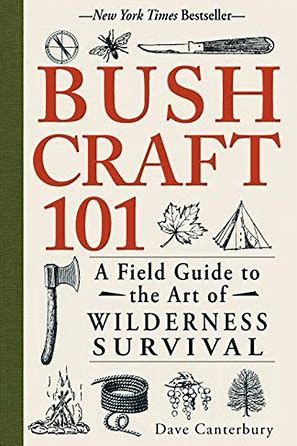 —New York Times Bestseller—
BUSH
CRAFT
101
A Field Guide to
the Art of
WILDERNESS
SURVIVAL
Dave Canterbury